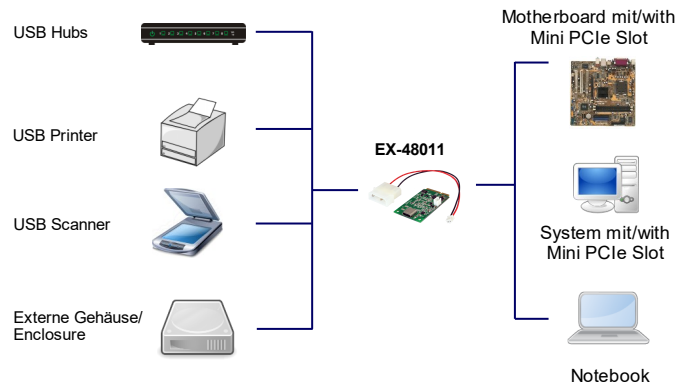 USB Hubs
USB Printer
USB Scanner
Externe Gehäuse/
Enclosure
EX-48011
Motherboard mit/with
Mini PCIe Slot
System mit/with
Mini PCIe Slot
Notebook